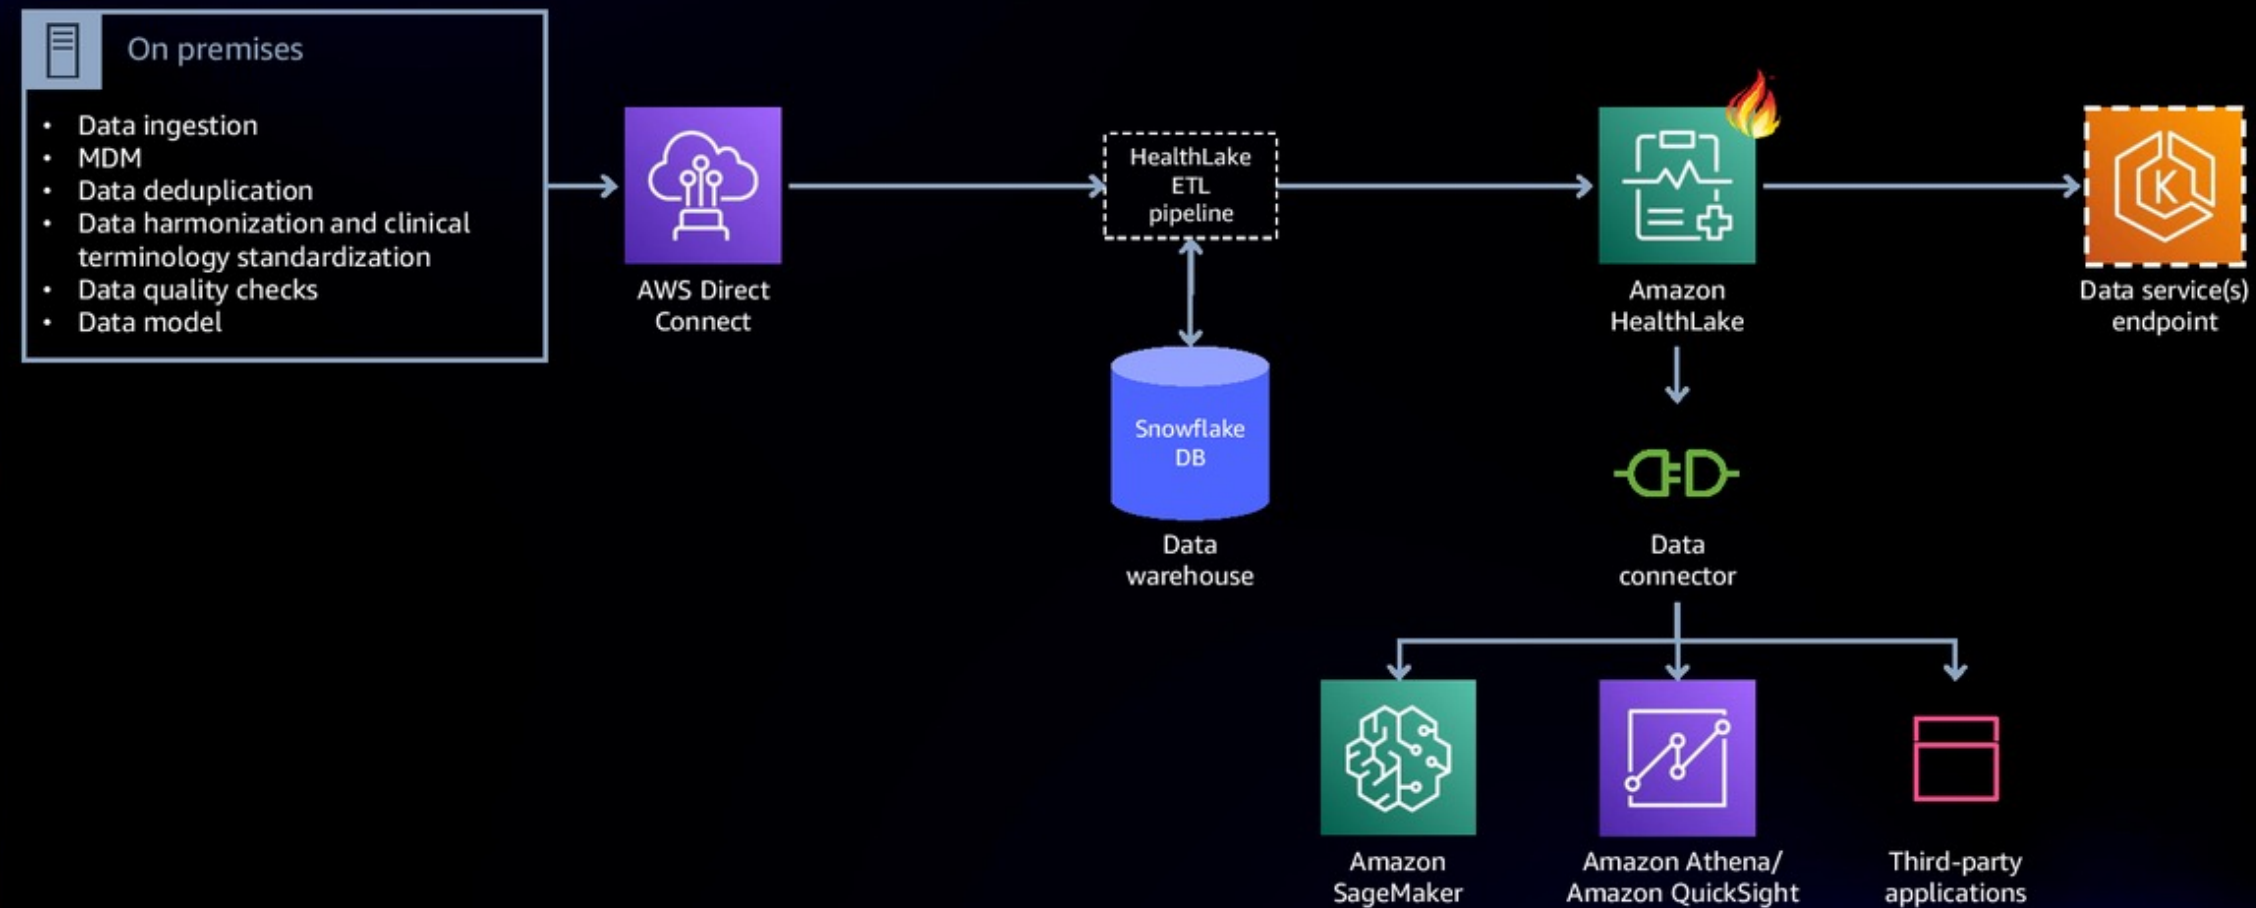 On premises
• Data ingestion
• MDM
• Data deduplication
• Data harmonization and clinical
terminology standardization
• Data quality checks
• Data model
AWS Direct
Connect
HealthLake
ETL
pipeline
Snowflake
DB
Data
warehouse
Amazon
HealthLake
K
Data service(s)
endpoint
Data
connector
Amazon
SageMaker
Amazon Athena/
Amazon QuickSight
Third-party
applications